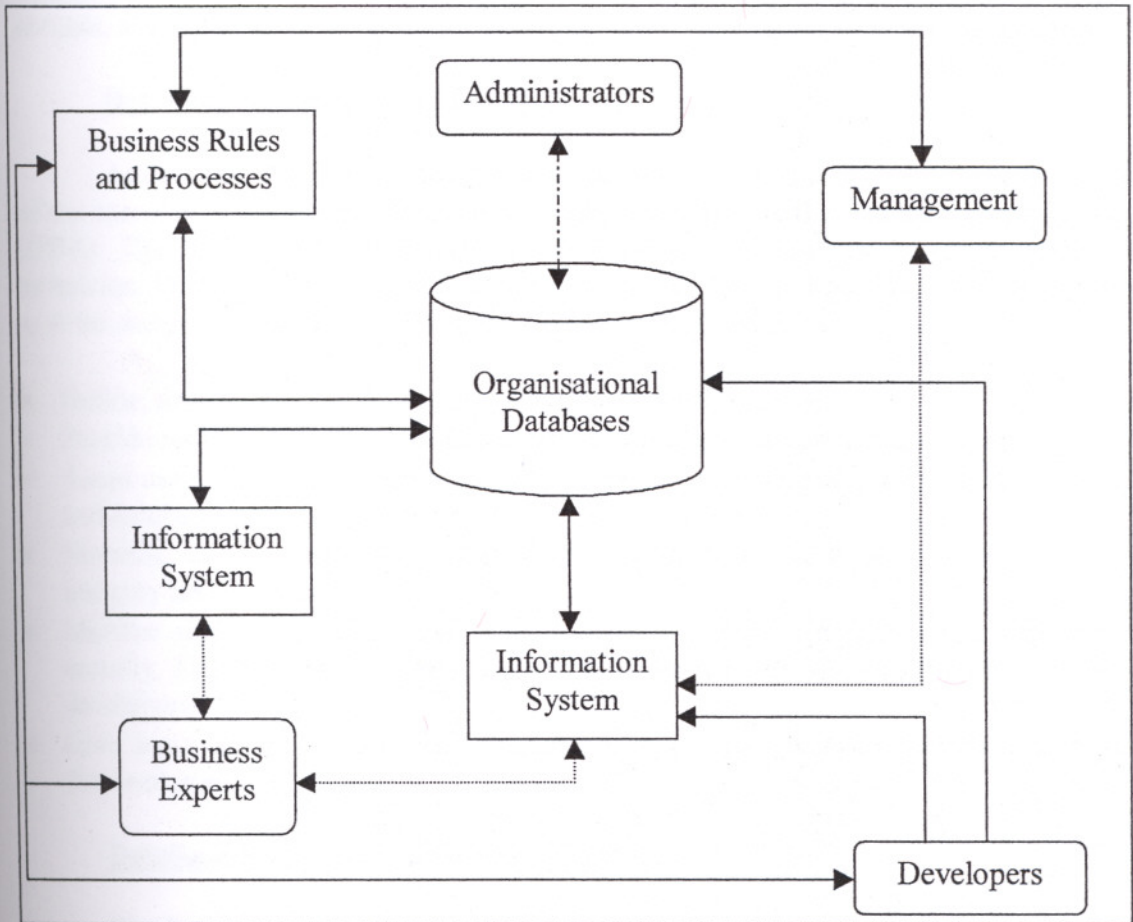 Administrators
Business Rules
and Processes
Management
Organisational
Databases
Information
System
Information
System
Business
Experts
Developers